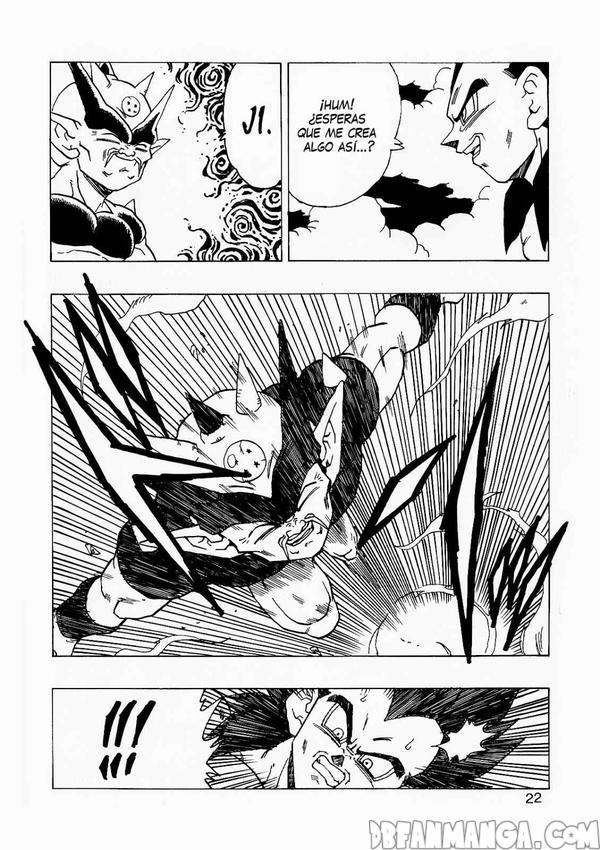 ¡HUM!
¿ESPERAS
QUE ME CREA
ALGO ASÍ...?
JI.
!!!
!!!
22
DBFANMANGA.COM